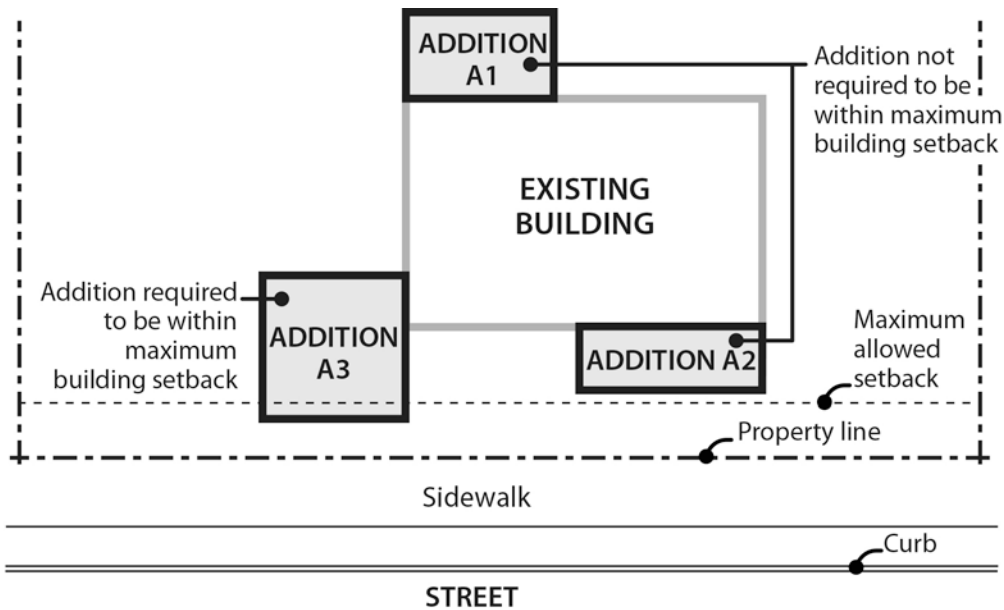 ADDITION
A1
Addition not
required to be
within maximum
building setback
EXISTING
BUILDING
Addition required
to be within
maximum
building setback
ADDITION
A3
ADDITION A2
Maximum
allowed
setback
Property line
Sidewalk
Curb
STREET